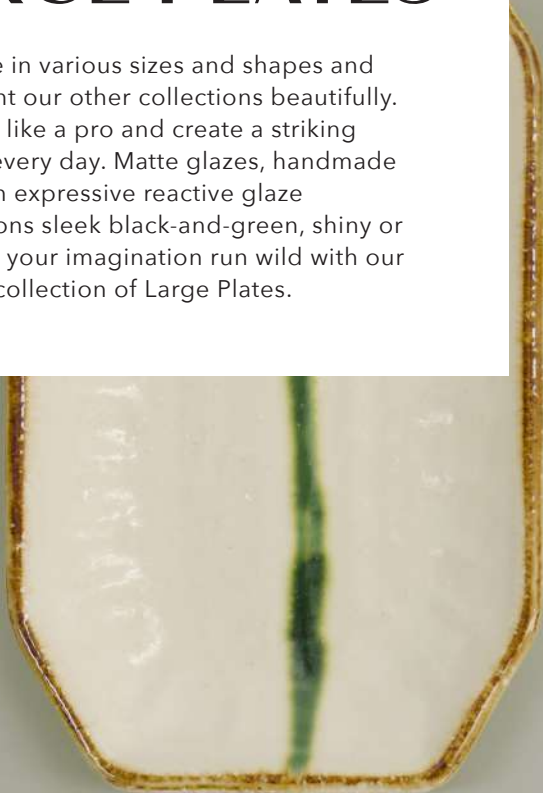 PLATES
e in various sizes and shapes and
nt our other collections beautifully.
like a pro and create a striking
every day. Matte glazes, handmade
n expressive reactive glaze
ons sleek black-and-green, shiny or
your imagination run wild with our
collection of Large Plates.